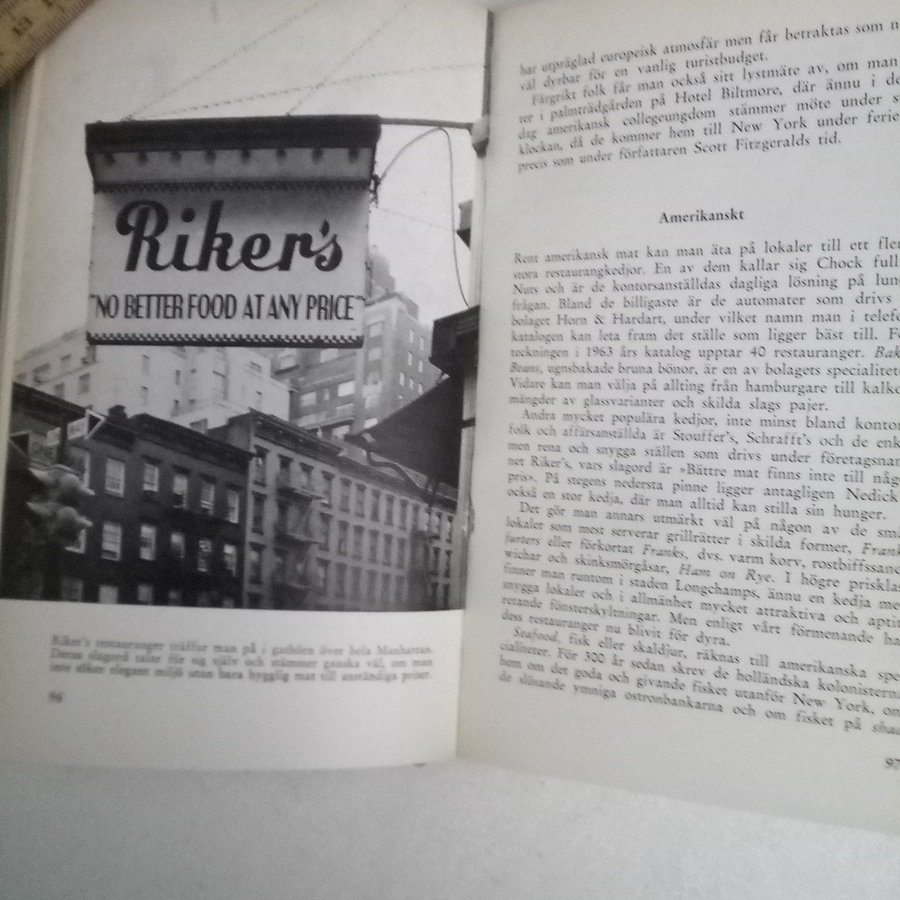 Riker's
"NO BETTER FOOD AT ANY PRICE"
Riker's restauranger träffar man på i gathörn över hela Manhattan.
Deras slagord talar för sig själv och stämmer ganska väl, om man
inte söker elegant miljö utan bara hygglig mat till anständiga priser.
96
har utpräglad europeisk atmosfär men får betraktas som
väl dyrbar för en vanlig turistbudget.
Färgrikt folk får man också sitt lystmäte av, om man
ter i palmträdgården på Hotel Biltmore, där ännu i de
dag amerikansk collegeungdom stämmer möte under
klockan, då de kommer hem till New York under ferie
precis som under författaren Scott Fitzgeralds tid.
Amerikanskt
Rent amerikansk mat kan man äta på lokaler till ett fler
stora restaurangkedjor. En av dem kallar sig Chock full
Nuts och är de kontorsanställdas dagliga lösning på lun
frågan. Bland de billigaste är de automater som drivs
bolaget Horn & Hardart, under vilket namn man i telefo
katalogen kan leta fram det ställe som ligger bäst till. Fö
teckningen i 1963 års katalog upptar 40 restauranger. Bak
Beans, ugnsbakade bruna bönor, är en av bolagets specialitete
Vidare kan man välja på allting från hamburgare till kalko
mängder av glassvarianter och skilda slags pajer.
Andra mycket populära kedjor, inte minst bland kontor
folk och affärsanställda är Stouffer's, Schrafft's och de enk
men rena och snygga ställen som drivs under företagsnam
net Riker's, vars slagord är »Bättre mat finns inte till någ
pris». På stegens nedersta pinne ligger antagligen Nedick'
också en stor kedja, där man alltid kan stilla sin hunger.
Det gör man annars utmärkt väl på någon av de små
lokaler som mest serverar grillrätter i skilda former, Frank
furters eller förkortat Franks, dvs. varm korv, rostbiffssand
wichar och skinksmörgåsar, Ham on Rye. I högre prisklas
finner man runtom i staden Longchamps, ännu en kedja me
snygga lokaler och i allmänhet mycket attraktiva och aptit
retande fönsterskyltningar. Men enligt vårt förmenande ha
dess restauranger nu blivit för dyra.
Seafood, fisk eller skaldjur, räknas till amerikanska spe
cialiteter. För 300 år sedan skrev de holländska kolonisterna
hem om det goda och givande fisket utanför New York, om
de slösande ymniga ostronbankarna och om fisket på shad
97